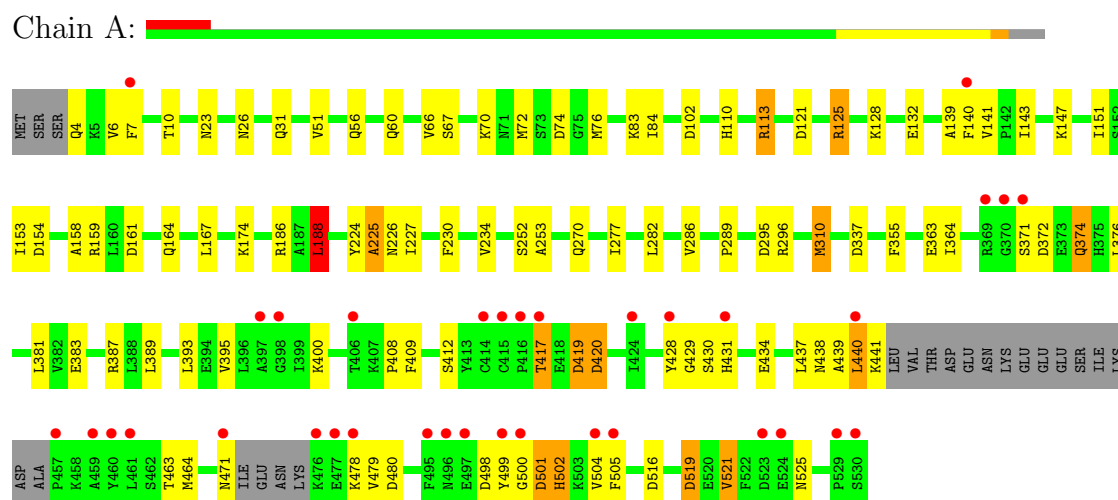 Chain A:
MET SER SER Q4 K5 V6 F7 T10 N23 N26 Q31 V51 Q56 Q60 V66 S67 K70 N71 M72 S73 D74 G75 M76 K83 I84 D102 H110 R113 D121 R125 K128 E132 A139 F140 V141 P142 I143 K147 I151 S152
I153 D154 A158 R159 L160 D161 Q164 L167 K174 R186 A187 L188 Y224 A225 N226 I227 F230 V234 S252 A253 Q270 I277 L282 V286 P289 D295 R296 M310 D337 F355 E363 I364 R369 G370 S371 D372 E373 Q374 H375 L376
L381 V382 E383 R387 L388 L389 L393 E394 V395 L396 A397 G398 I399 K400 T406 K407 P408 F409 S412 Y413 C414 C415 P416 T417 E418 D419 D420 I424 Y428 G429 S430 H431 E434 L437 N438 A439 L440 K441 LEU VAL THR ASP GLU ASN LYS GLU GLU GLU SER ILE LYS
ASP ALA P457 K458 A459 Y460 L461 S462 T463 M464 N471 ILE GLU ASN LYS K476 E477 K478 V479 D480 F495 N496 E497 D498 Y499 G500 D501 H502 K503 V504 F505 D516 D519 E520 V521 F522 D523 E524 N525 P529 S530